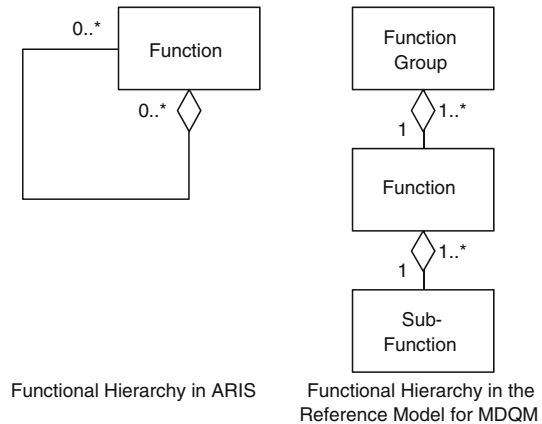 0..*
Function
0..*
Functional Hierarchy in ARIS
Function
Group
1..*
1
Function
1..*
1
Sub-
Function
Functional Hierarchy in the
Reference Model for MDQM